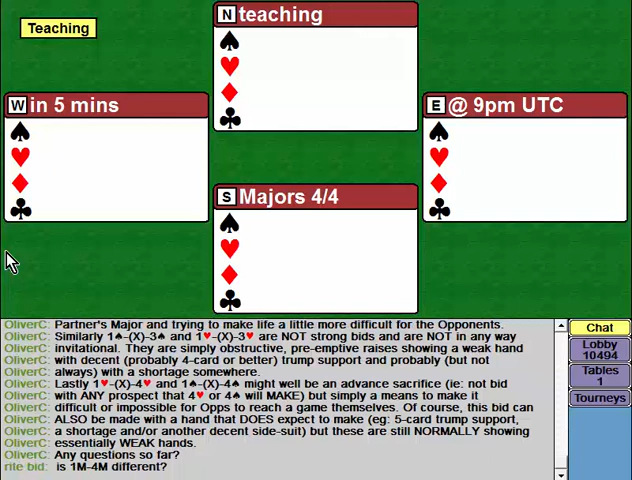 Teaching
N teaching
W in 5 mins
E @ 9pm UTC
S Majors 4/4
OliverC: Partner's Major and trying to make life a little more difficult for the Opponents.
OliverC: Similarly 1♠-(X)-3♠ and 1♥-(X)-3♥ are NOT strong bids and are NOT in any way
OliverC: invitational. They are simply obstructive, pre-emptive raises showing a weak hand
OliverC: with decent (probably 4-card or better) trump support and probably (but not
OliverC: always) with a shortage somewhere.
OliverC: Lastly 1♥-(X)-4♥ and 1♠-(X)-4♠ might well be an advance sacrifice (ie: not bid
OliverC: with ANY prospect that 4♥ or 4♠ will MAKE) but simply a means to make it
OliverC: difficult or impossible for Opps to reach a game themselves. Of course, this bid can
OliverC: ALSO be made with a hand that DOES expect to make (eg: 5-card trump support,
OliverC: a shortage and/or another decent side-suit) but these are still NORMALLY showing
OliverC: essentially WEAK hands.
OliverC: Any questions so far?
rite bid: is 1M-4M different?
Chat
Lobby
10494
Tables
1
Tourneys